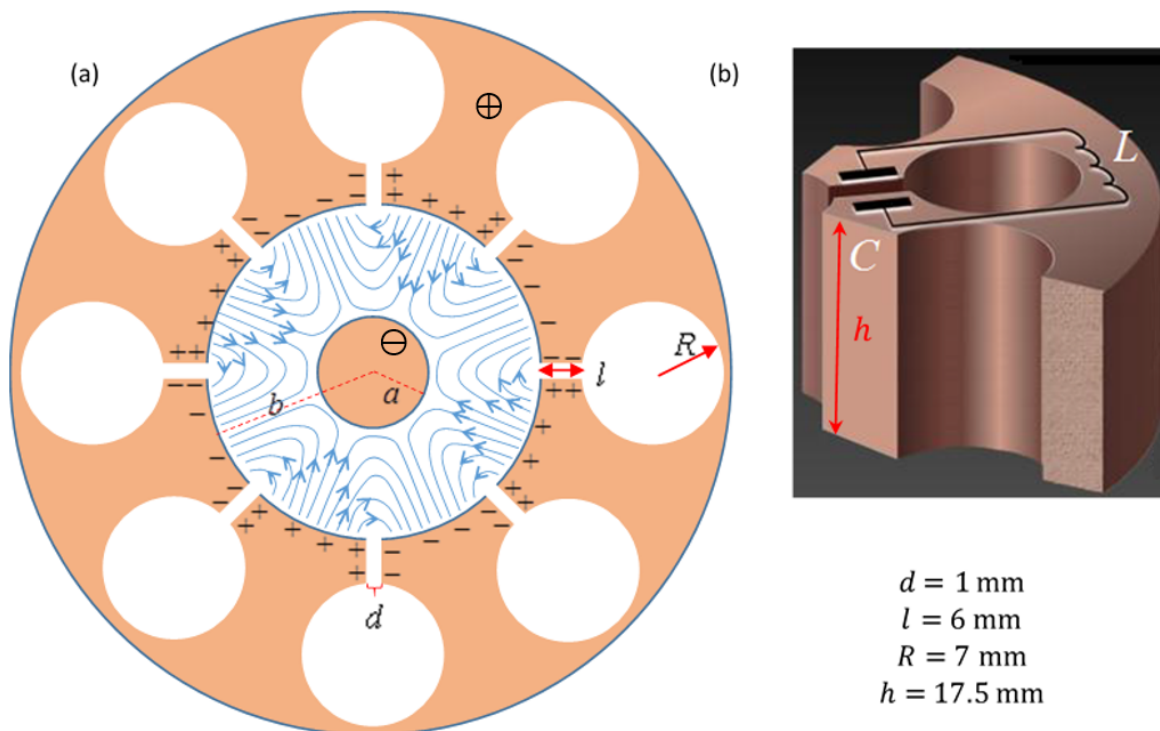 (a)
(b)
L
C
h
R
l
b
a
d
d = 1 mm
l = 6 mm
R = 7 mm
h = 17.5 mm